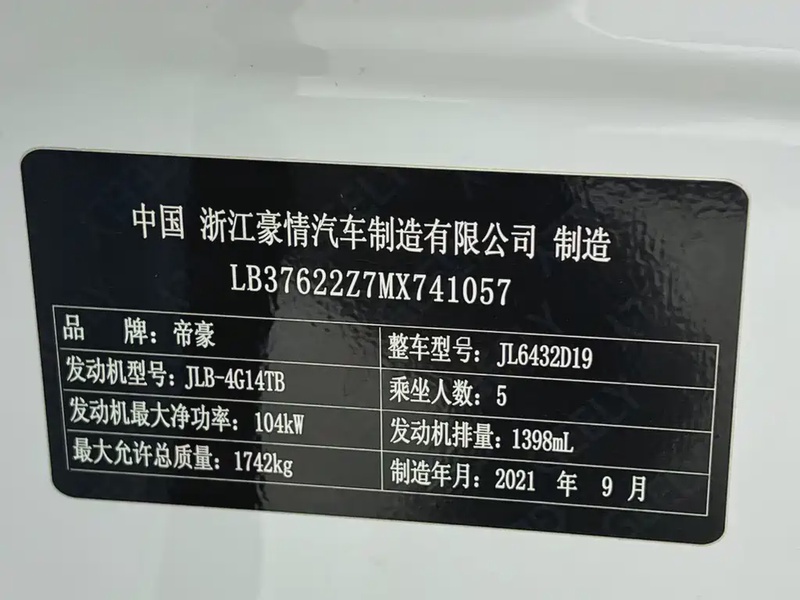 中国 浙江豪情汽车制造有限公司 制造
LB37622Z7MX741057
品 牌：帝豪
整车型号：JL6432D19
发动机型号：JLB-4G14TB
乘坐人数：5
发动机最大净功率：104kW
发动机排量：1398mL
最大允许总质量：1742kg
制造年月：2021 年 9 月